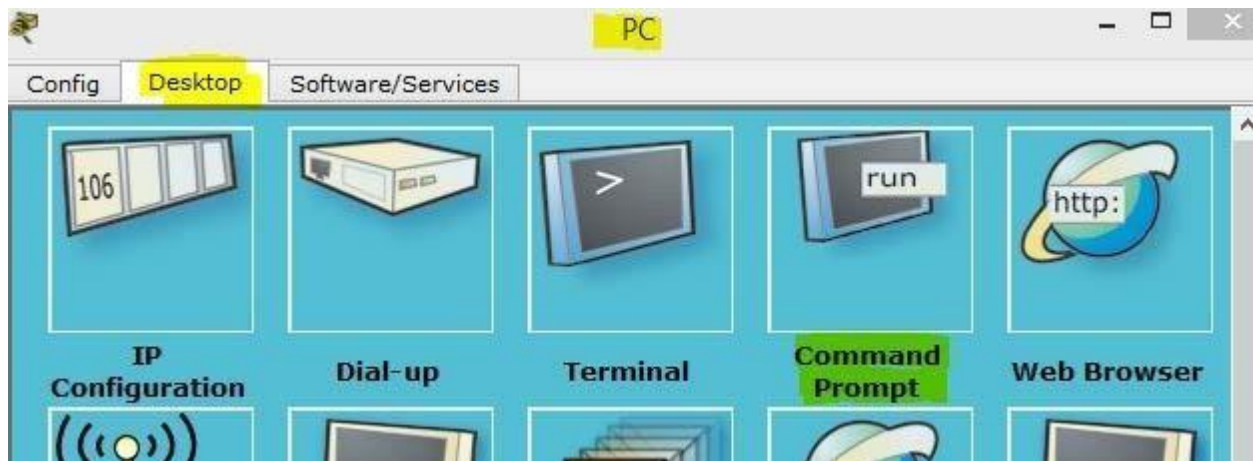 PC
Config Desktop Software/Services
106
>
run
http:
IP
Configuration
Dial-up
Terminal
Command
Prompt
Web Browser